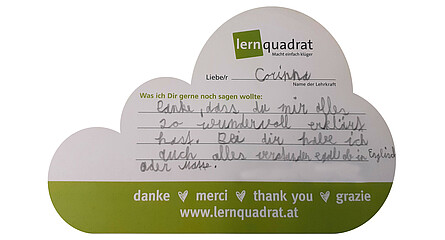 lernquadrat
Macht einfach klüger
Liebe/r Corinna
Name der Lehrkraft
Was ich Dir gerne noch sagen wollte:
Danke, dass du mir alles
so wundervoll erklärt
hast. Bei dir habe ich
auch alles verstanden egal ob in Englisch
oder Mathe.
danke merci thank you grazie
www.lernquadrat.at